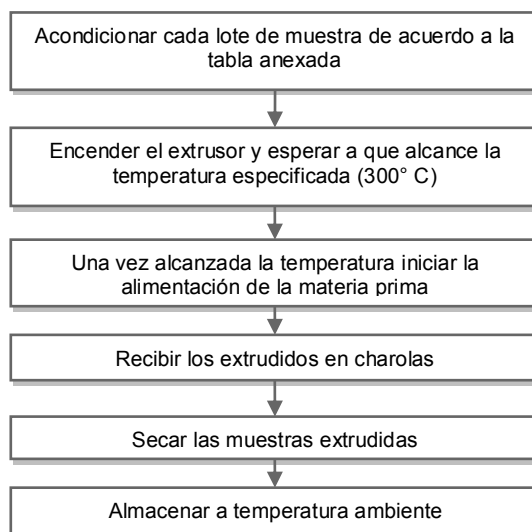 Acondicionar cada lote de muestra de acuerdo a la
tabla anexada
Encender el extrusor y esperar a que alcance la
temperatura especificada (300° C)
Una vez alcanzada la temperatura iniciar la
alimentación de la materia prima
Recibir los extrudidos en charolas
Secar las muestras extrudidas
Almacenar a temperatura ambiente